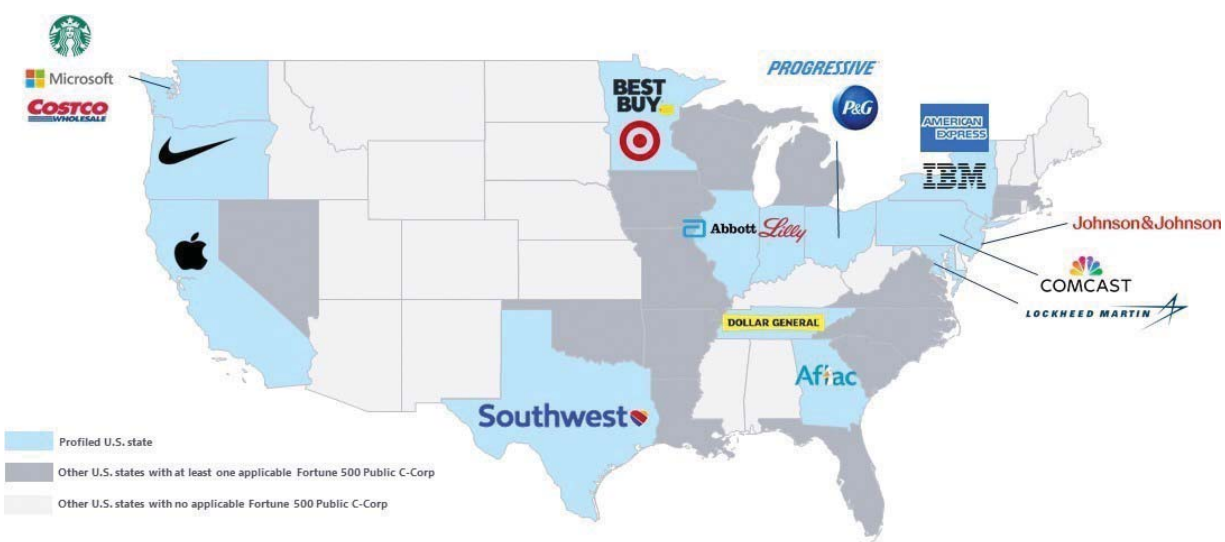 Microsoft
COSTCO
WHOLESALE
BEST
BUY
PROGRESSIVE
P&G
AMERICAN
EXPRESS
IBM
Abbott
Lilly
Johnson&Johnson
COMCAST
LOCKHEED MARTIN
DOLLAR GENERAL
Aflac
Southwest
Profiled U.S. state
Other U.S. states with at least one applicable Fortune 500 Public C-Corp
Other U.S. states with no applicable Fortune 500 Public C-Corp